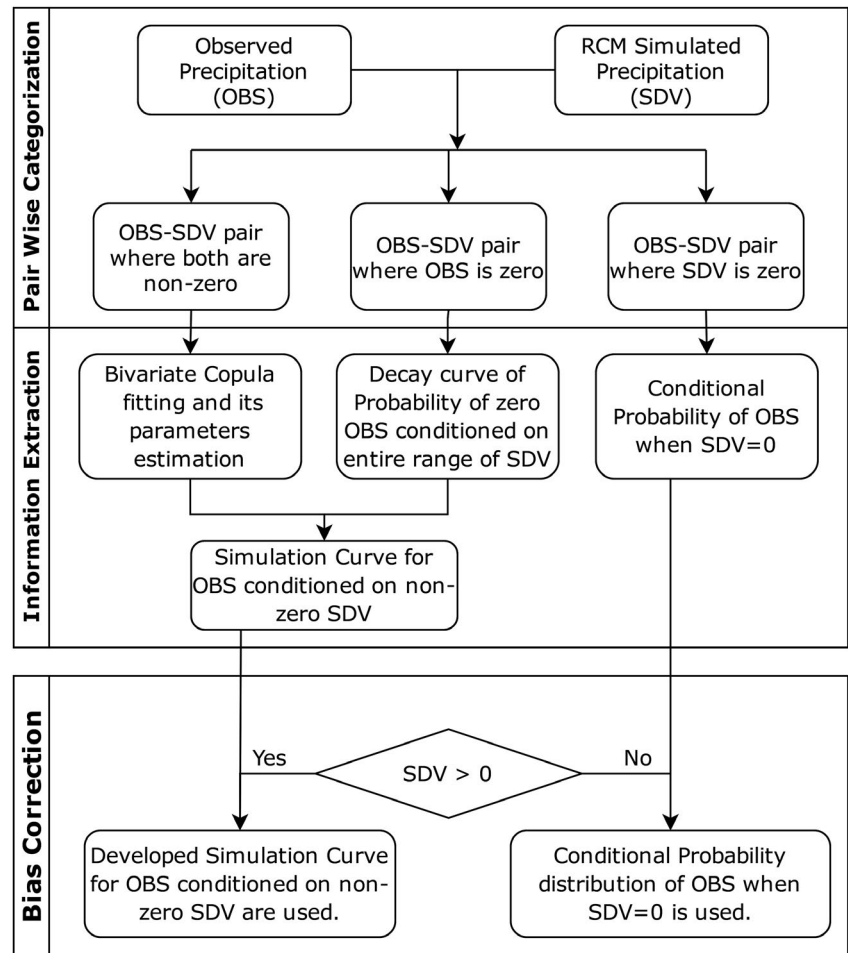 Pair Wise Categorization
Observed
Precipitation
(OBS)
RCM Simulated
Precipitation
(SDV)
OBS-SDV pair
where both are
non-zero
OBS-SDV pair
where OBS is zero
OBS-SDV pair
where SDV is zero
Information Extraction
Bivariate Copula
fitting and its
parameters
estimation
Decay curve of
Probability of zero
OBS conditioned on
entire range of SDV
Conditional
Probability of OBS
when SDV=0
Simulation Curve for
OBS conditioned on non-
zero SDV
Bias Correction
Yes
SDV > 0
No
Developed Simulation Curve
for OBS conditioned on non-
zero SDV are used.
Conditional Probability
distribution of OBS when
SDV=0 is used.